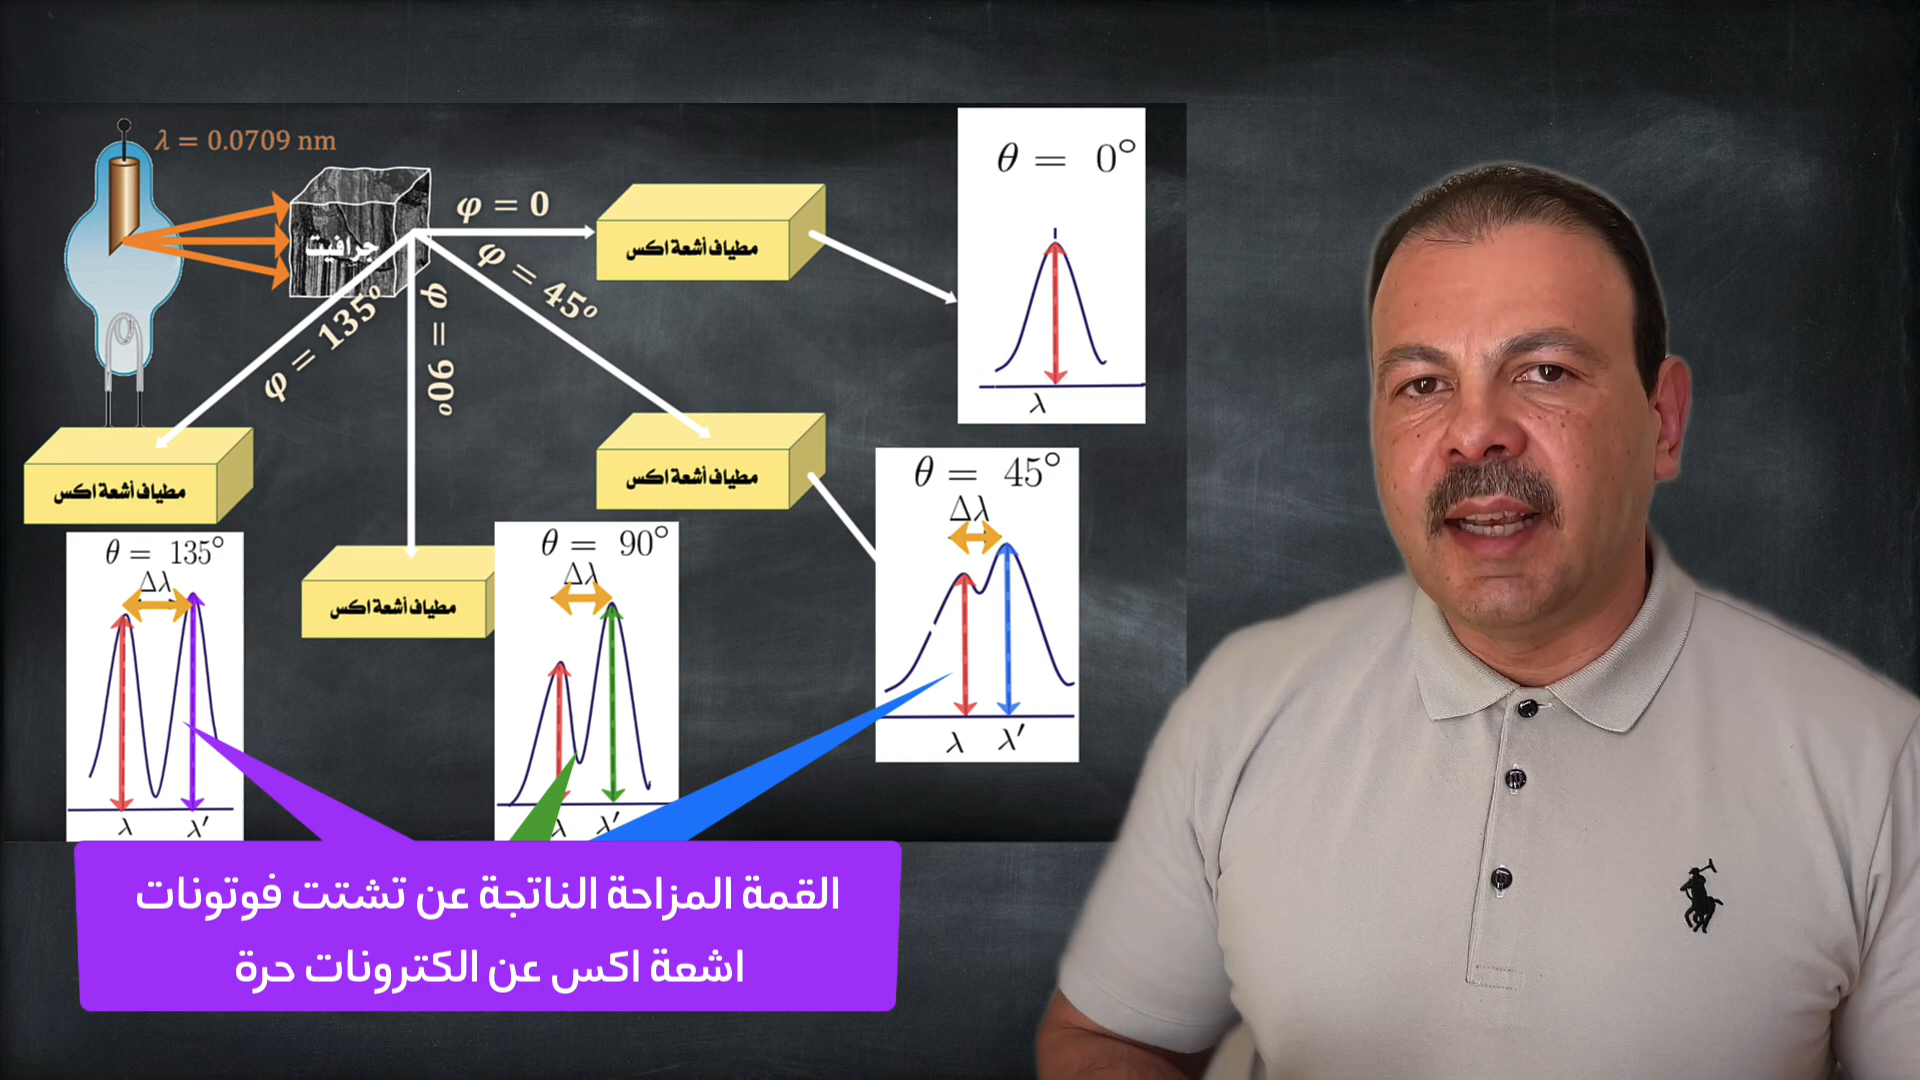 λ = 0.0709 nm
جرافيت
φ = 0
φ = 45°
φ = 90°
φ = 135°
مطياف أشعة اكس
مطياف أشعة اكس
مطياف أشعة اكس
مطياف أشعة اكس
θ = 0°
λ
θ = 45°
Δλ
λ λ′
θ = 90°
Δλ
λ λ′
θ = 135°
Δλ
λ λ′
القمة المزاحة الناتجة عن تشتت فوتونات
اشعة اكس عن الكترونات حرة